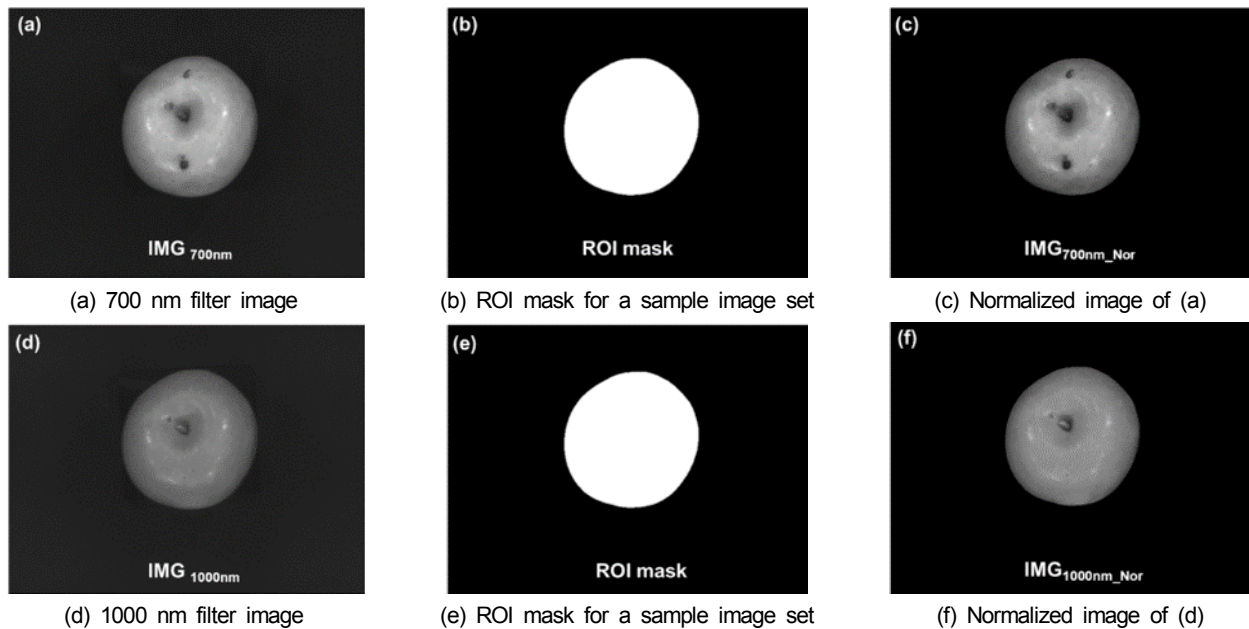 (a)
IMG 700nm
(b)
ROI mask
(c)
IMG700nm_Nor
(a) 700 nm filter image
(b) ROI mask for a sample image set
(c) Normalized image of (a)
(d)
IMG 1000nm
(e)
ROI mask
(f)
IMG1000nm_Nor
(d) 1000 nm filter image
(e) ROI mask for a sample image set
(f) Normalized image of (d)